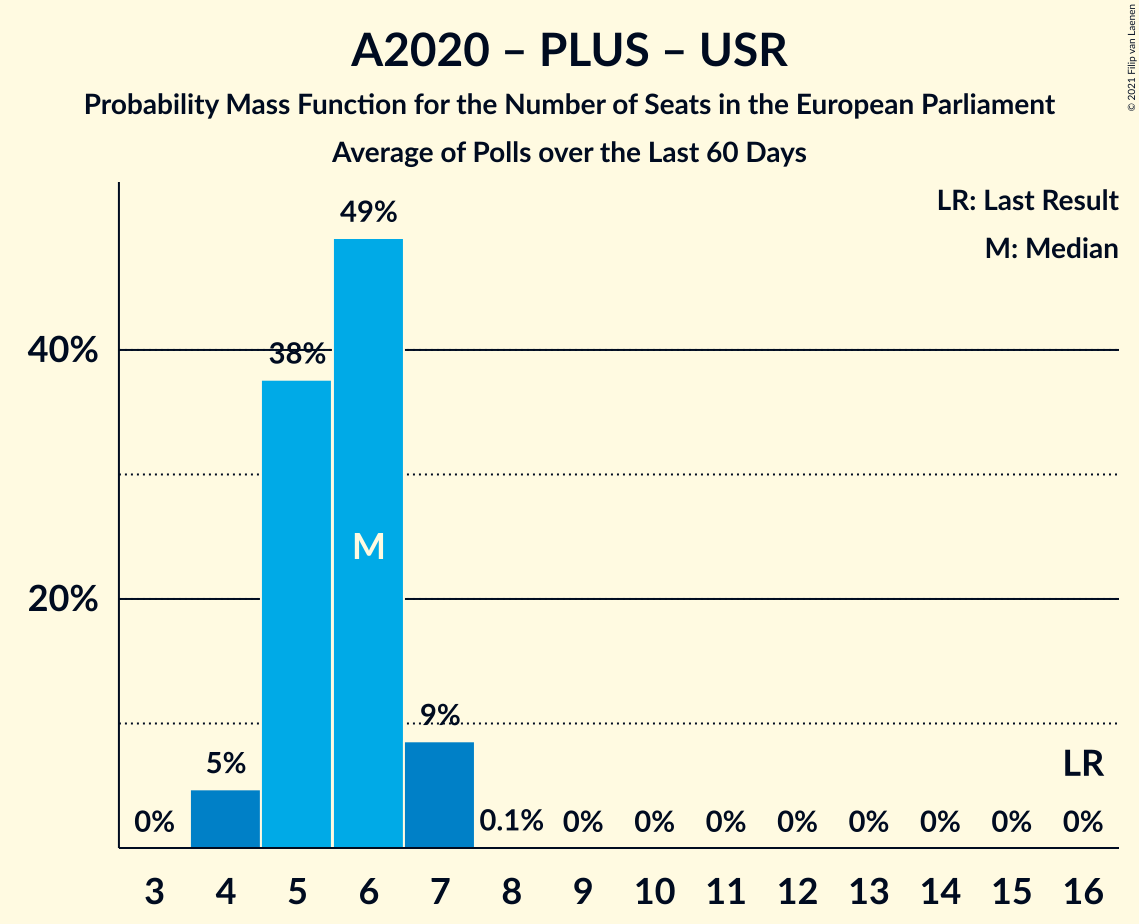 A2020 – PLUS – USR
Probability Mass Function for the Number of Seats in the European Parliament
Average of Polls over the Last 60 Days
© 2021 Filip van Laenen
LR: Last Result
M: Median
49%
40%
38%
M
20%
9%
5%
LR
0% 0.1% 0% 0% 0% 0% 0% 0% 0% 0%
3 4 5 6 7 8 9 10 11 12 13 14 15 16